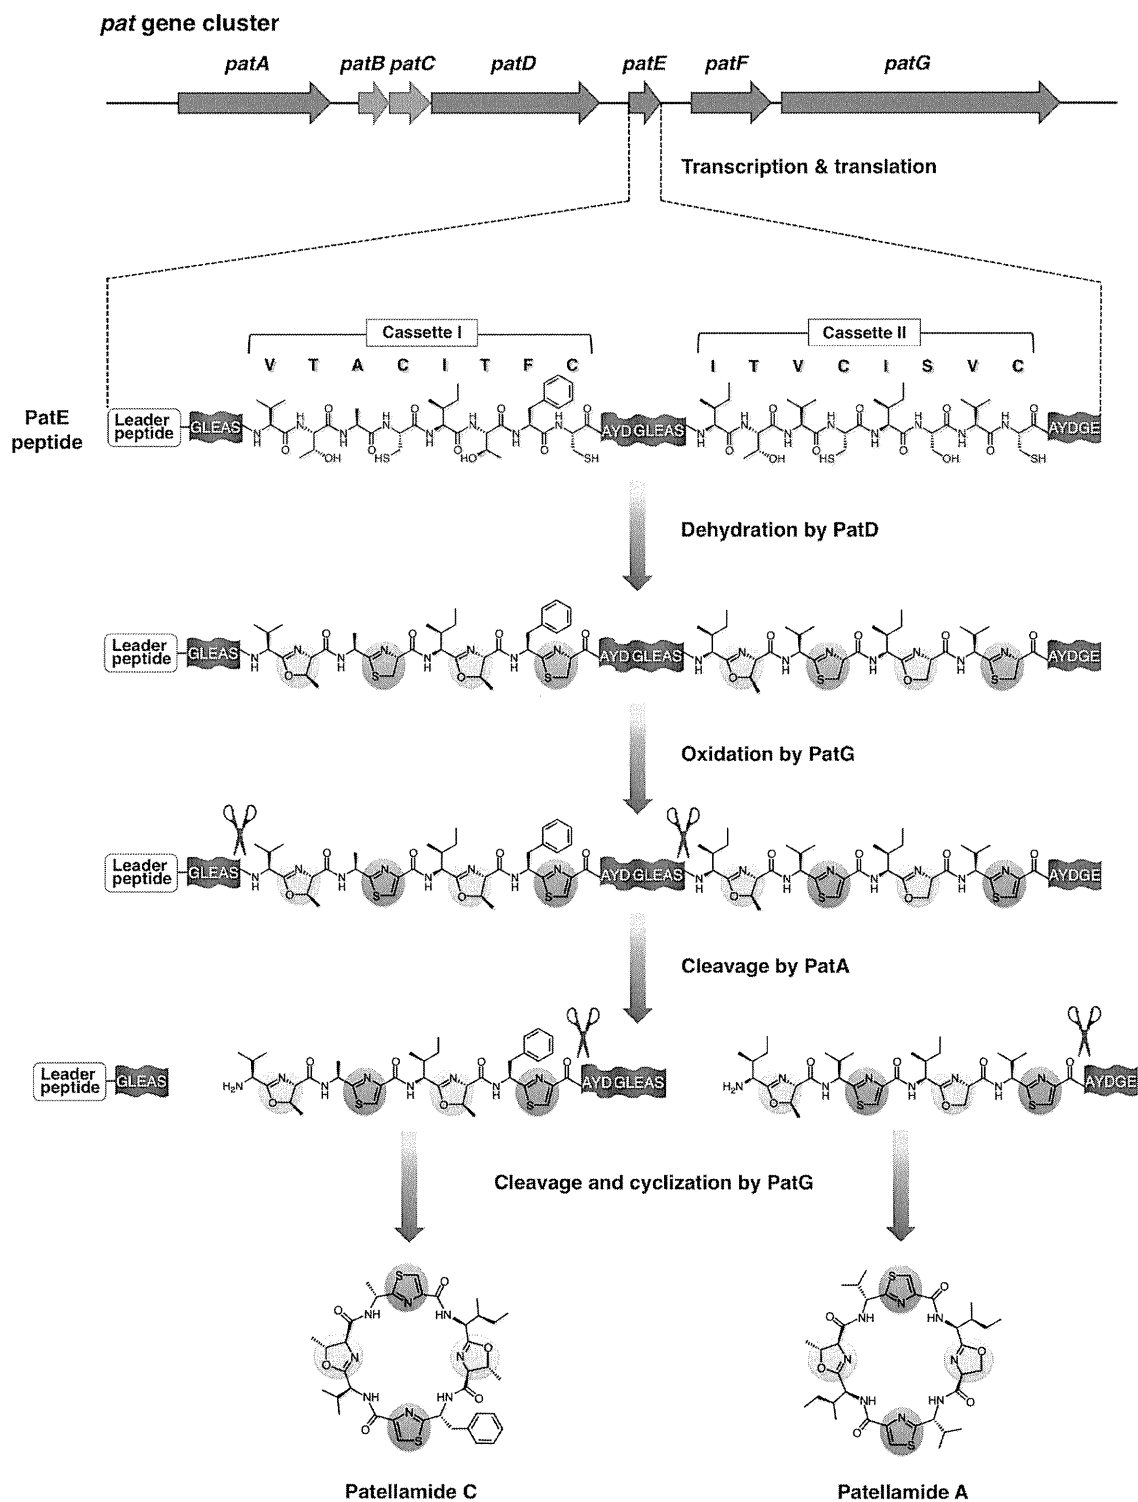 pat gene cluster
patA patB patC patD patE patF patG
Transcription & translation
Cassette I Cassette II
V T A C I T F C I T V C I S V C
PatE
peptide
Leader
peptide
GLEAS AYD GLEAS AYDGE
Dehydration by PatD
Leader
peptide
GLEAS AYD GLEAS AYDGE
Oxidation by PatG
Leader
peptide
GLEAS AYD GLEAS AYDGE
Cleavage by PatA
Leader
peptide
GLEAS AYD GLEAS AYDGE
Cleavage and cyclization by PatG
Patellamide C Patellamide A